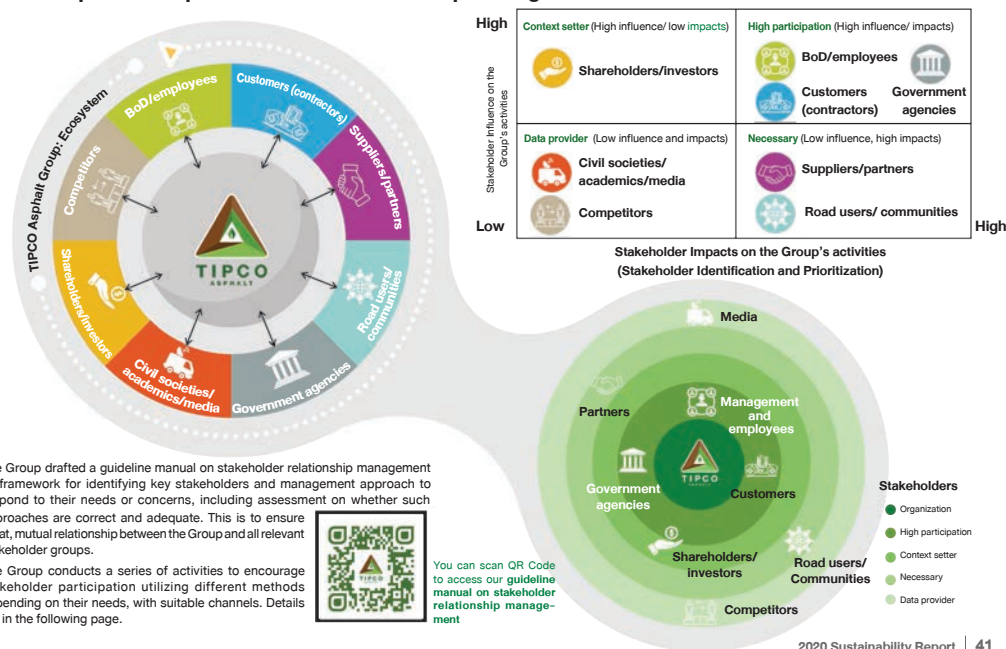 TIPCO Asphalt Group: Ecosystem
BoD/employees
Customers (contractors)
Suppliers/partners
Road users/
communities
Government agencies
Civil societies/
academics/media
Shareholders/investors
Competitors
TIPCO
ASPHALT
High
Low
High
Stakeholder Influence on the
Group's activities
Context setter (High influence/ low impacts)
Shareholders/investors
High participation (High influence/ impacts)
BoD/employees
Customers
(contractors)
Government
agencies
Data provider (Low influence and impacts)
Civil societies/
academics/media
Competitors
Necessary (Low influence, high impacts)
Suppliers/partners
Road users/ communities
Stakeholder Impacts on the Group's activities
(Stakeholder Identification and Prioritization)
Media
Partners
Management
and
employees
Government
agencies
TIPCO
Customers
Shareholders/
investors
Road users/
Communities
Competitors
Stakeholders
Organization
High participation
Context setter
Necessary
Data provider
Group drafted a guideline manual on stakeholder relationship management
framework for identifying key stakeholders and management approach to
to their needs or concerns, including assessment on whether such
are correct and adequate. This is to ensure
mutual relationship between the Group and all relevant
groups.
Group conducts a series of activities to encourage
participation utilizing different methods
on their needs, with suitable channels. Details
in the following page.
TIPCO
You can scan QR Code
to access our guideline
manual on stakeholder
relationship manage-
ment
2020 Sustainability Report | 41